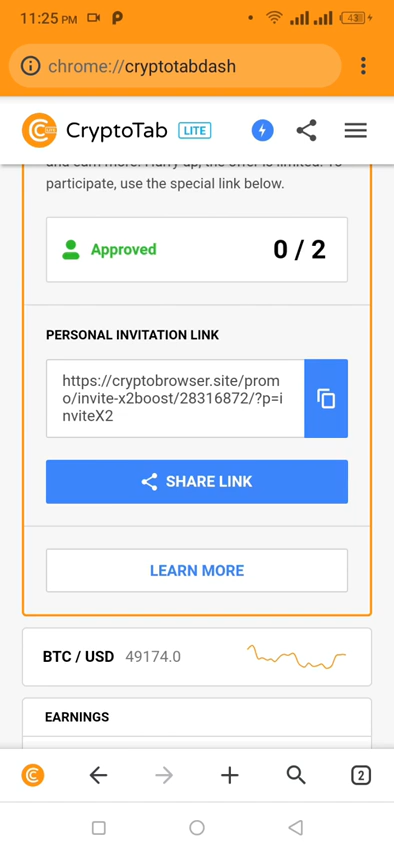 11:25 PM
43
chrome://cryptotabdash
CryptoTab LITE
and earn more. Hurry up, the offer is limited. To
participate, use the special link below.
Approved 0 / 2
PERSONAL INVITATION LINK
https://cryptobrowser.site/prom
o/invite-x2boost/28316872/?p=i
nviteX2
SHARE LINK
LEARN MORE
BTC / USD 49174.0
EARNINGS
2